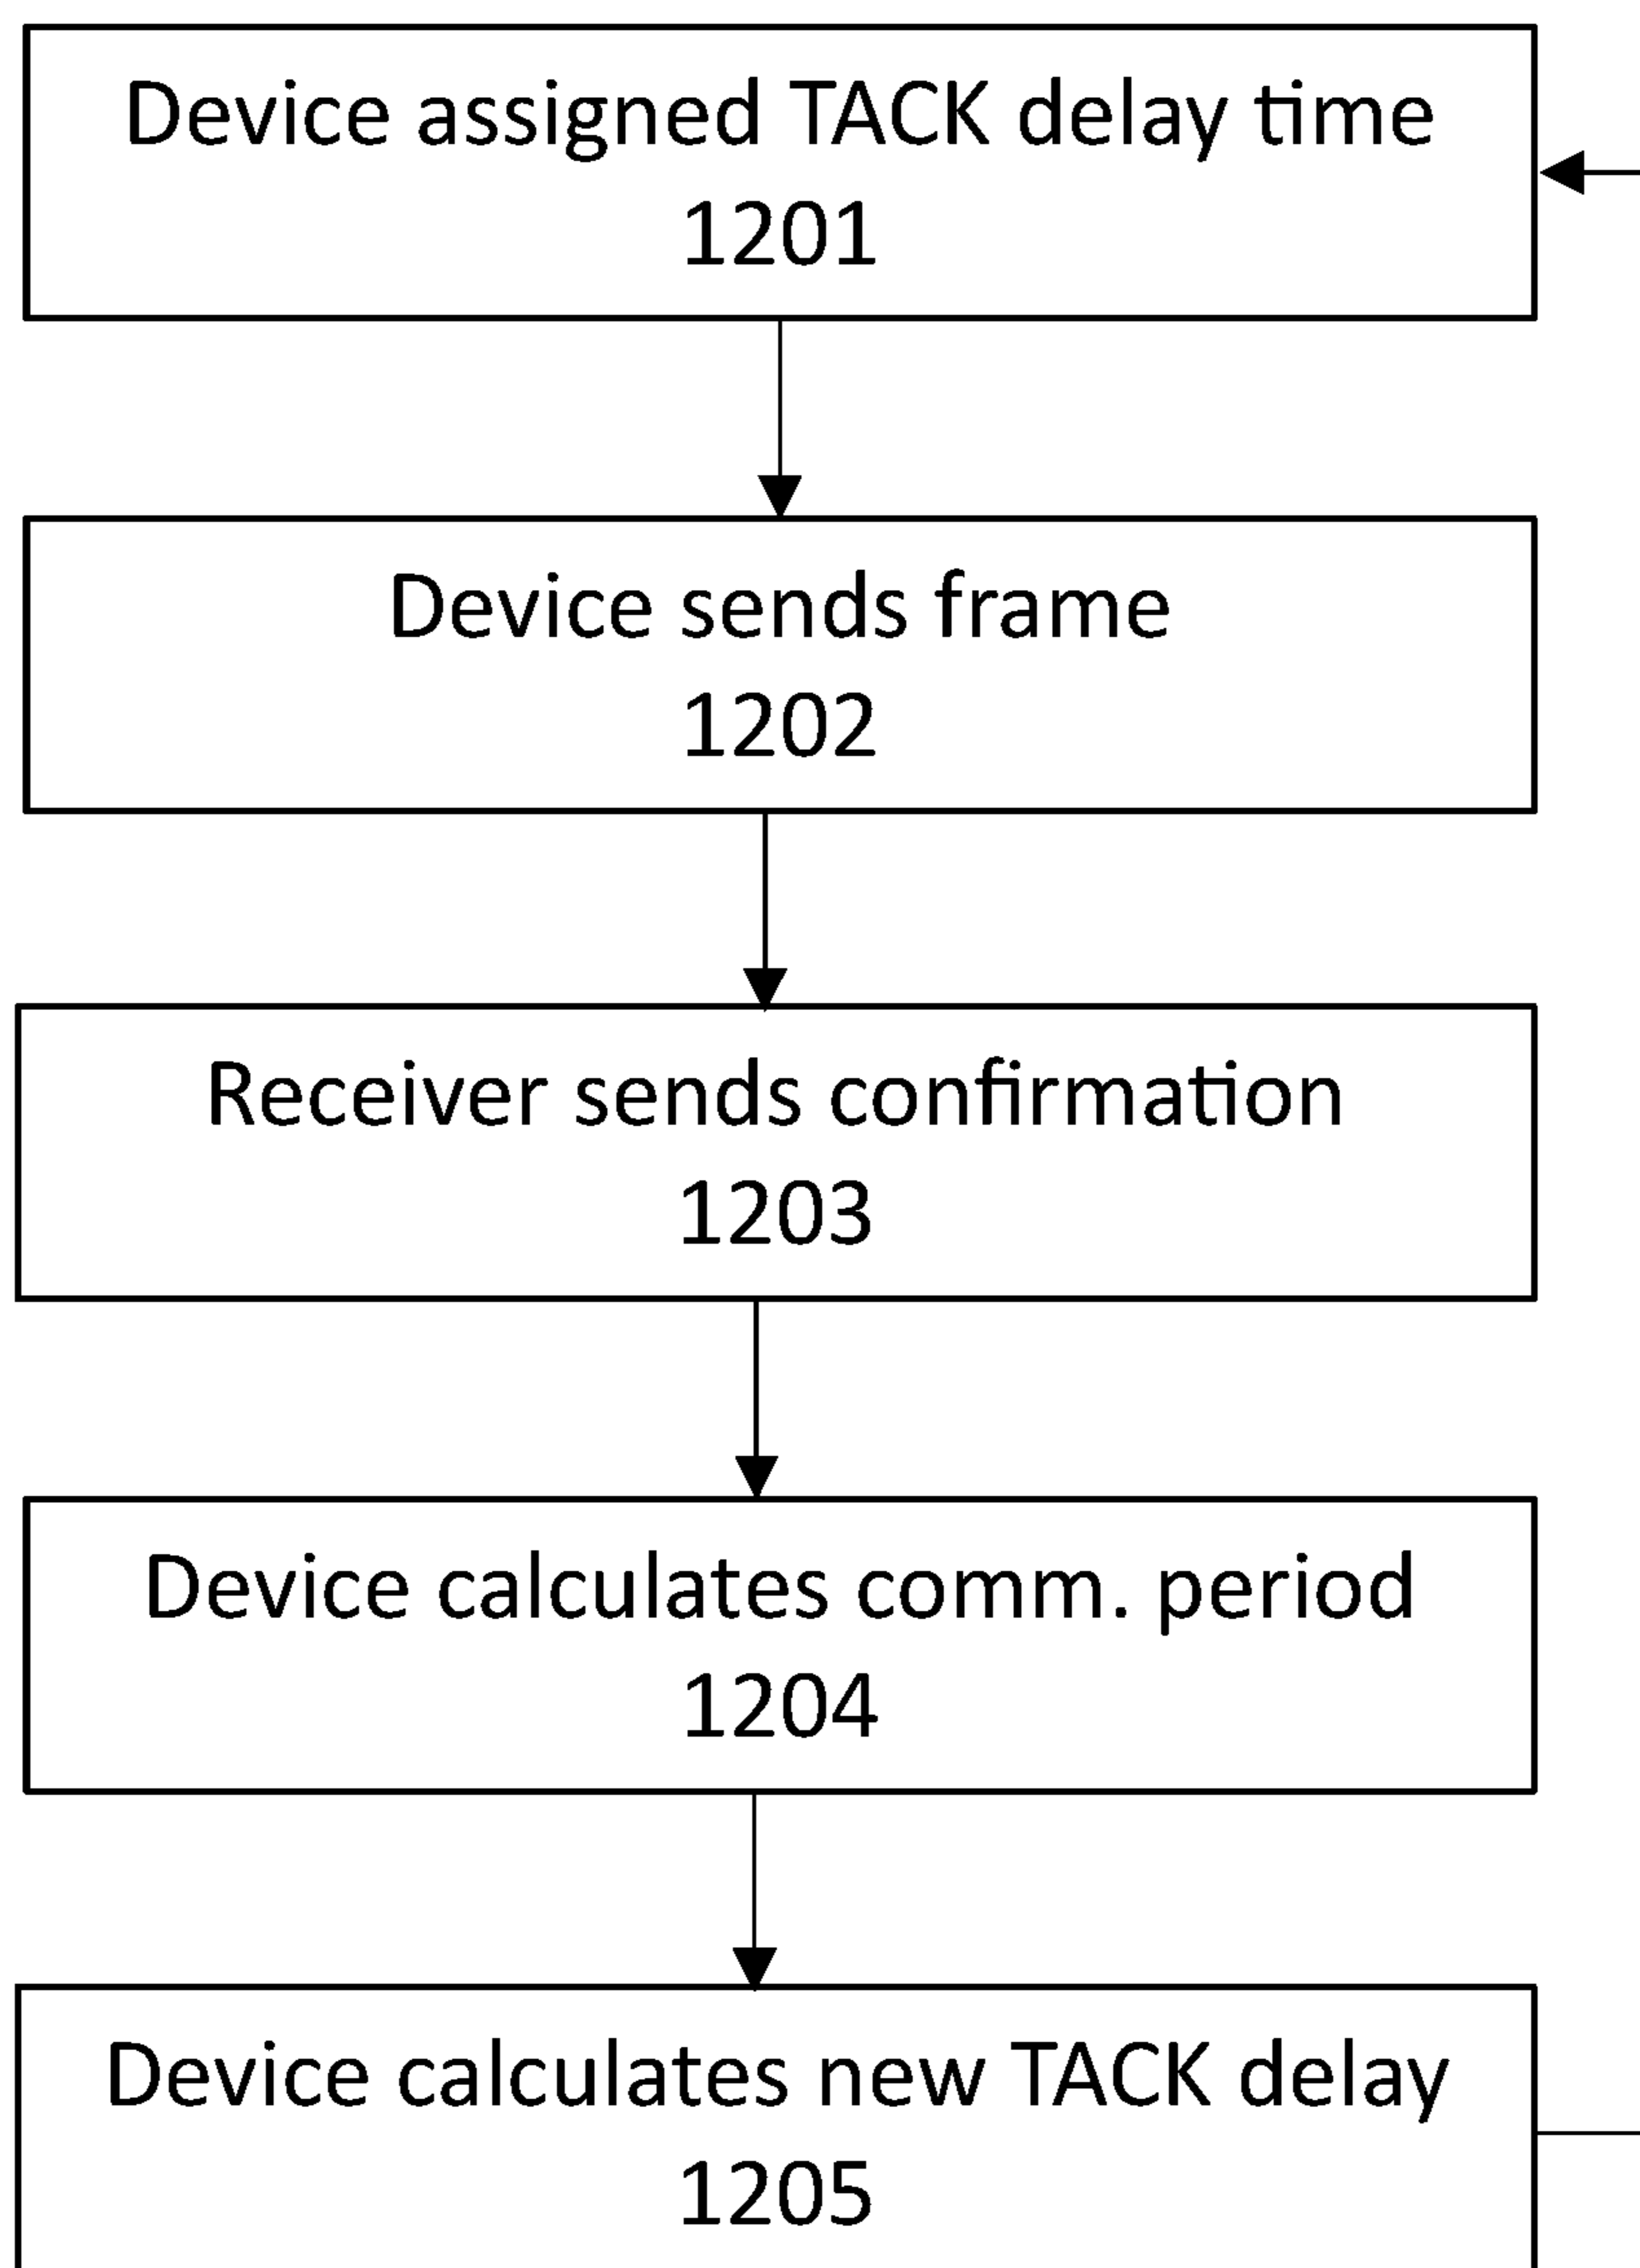 Device assigned TACK delay time
1201
Device sends frame
1202
Receiver sends confirmation
1203
Device calculates comm. period
1204
Device calculates new TACK delay
1205